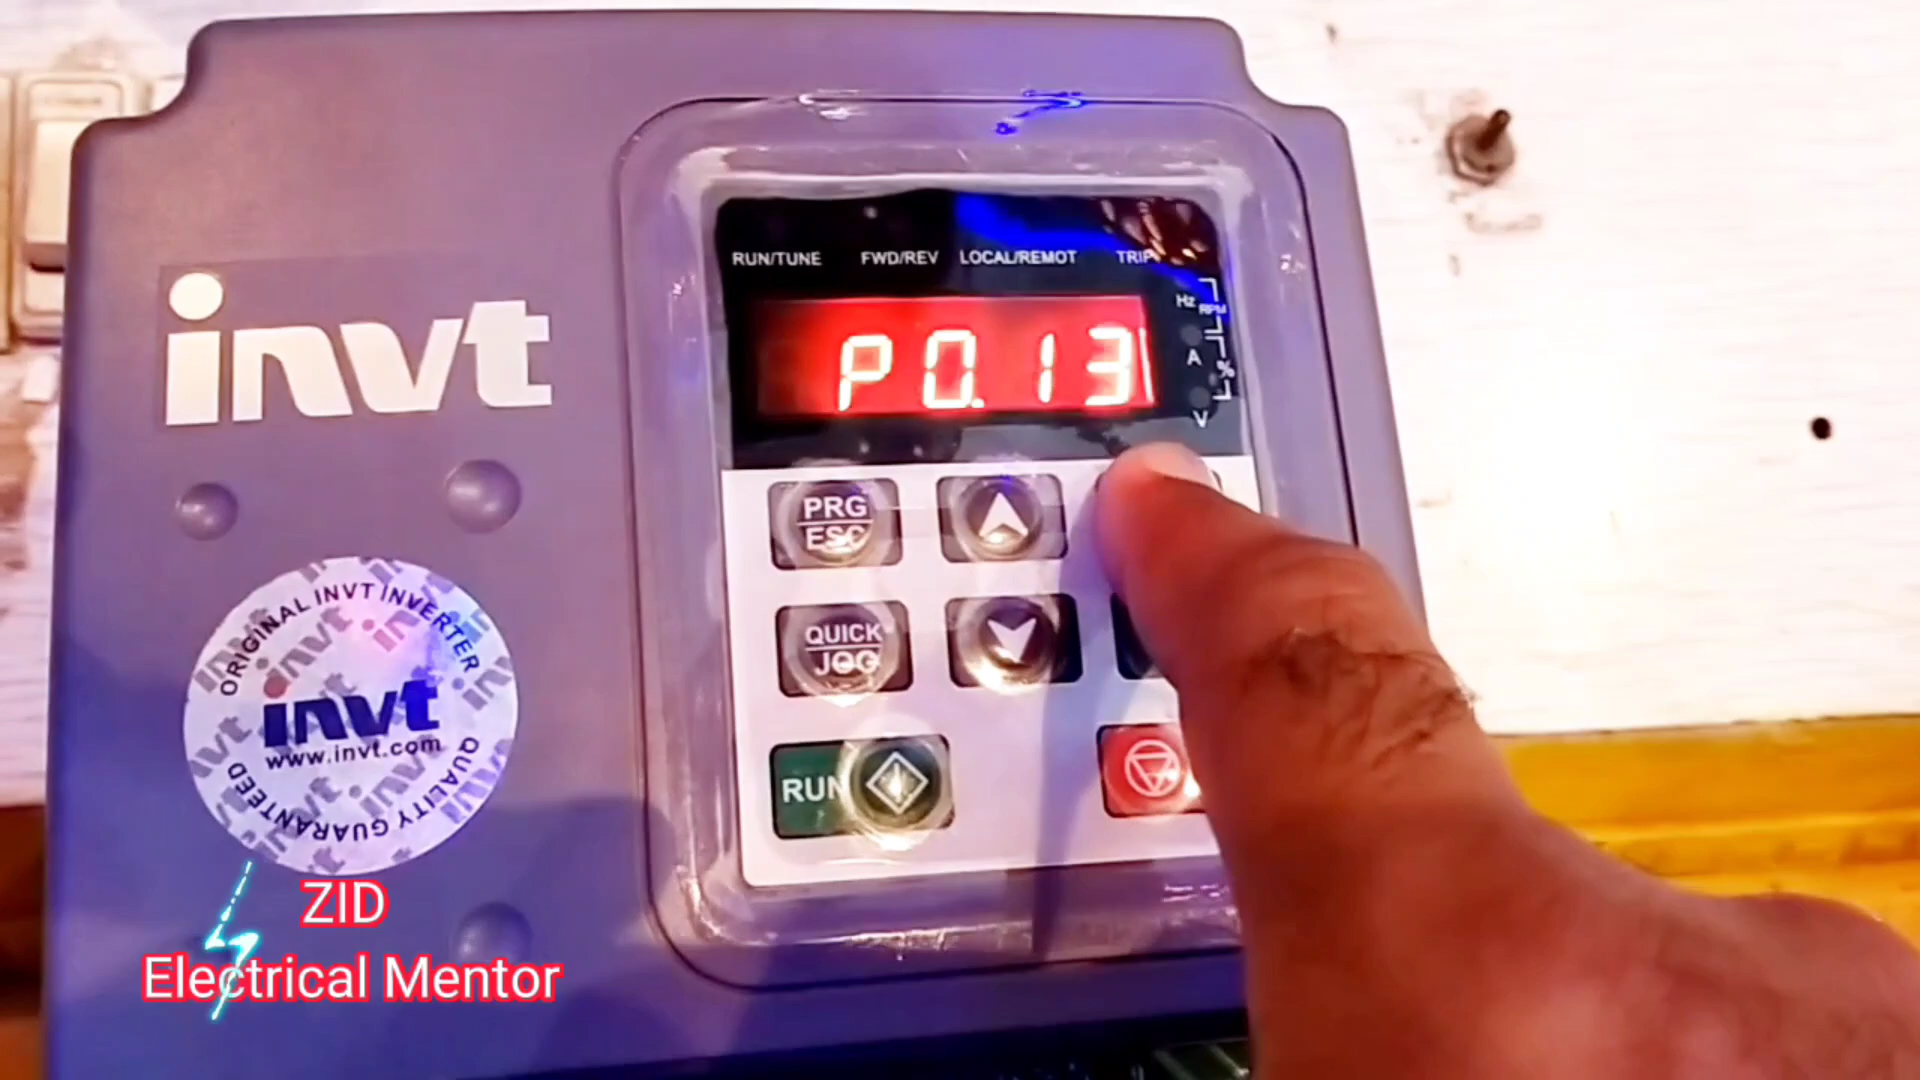 RUN/TUNE FWD/REV LOCAL/REMOT TRIP
Hz
RPM
A
%
V
P0.13
invt
PRG
ESC
QUICK
JOG
RUN
ORIGINAL INVT INVERTER
invt
www.invt.com
QUALITY GUARANTEED
ZID
Electrical Mentor